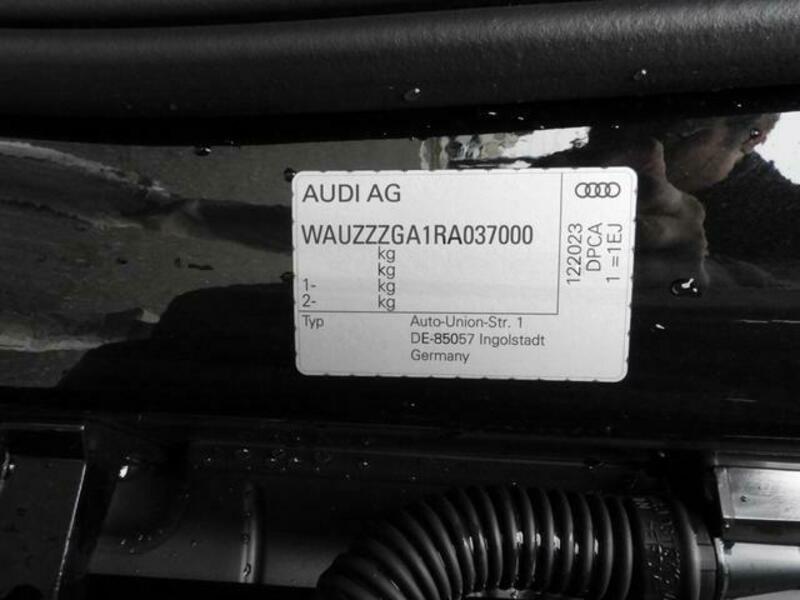 AUDI AG
WAUZZZGA1RA037000
kg
kg
1- kg
2- kg
Typ Auto-Union-Str. 1
DE-85057 Ingolstadt
Germany
122023
DPCA
1 =1EJ